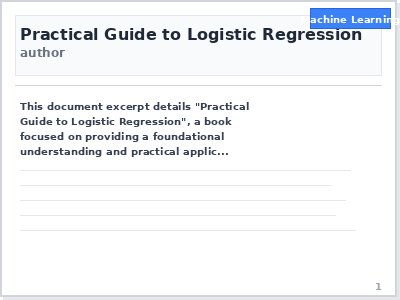 Machine Learning
Practical Guide to Logistic Regression
author
This document excerpt details "Practical
Guide to Logistic Regression", a book
focused on providing a foundational
understanding and practical applic...
1